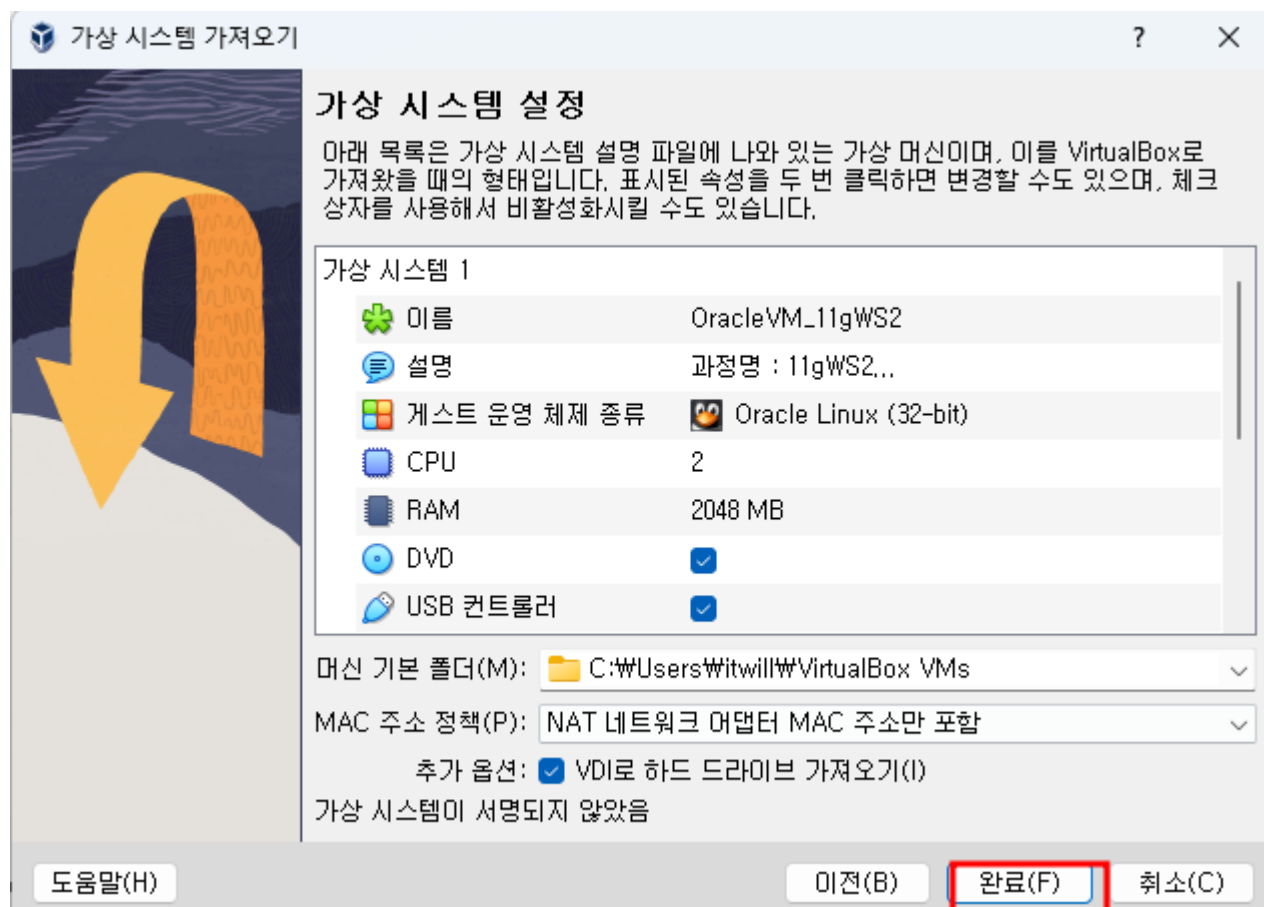 가상 시스템 가져오기
?
가상 시스템 설정
아래 목록은 가상 시스템 설명 파일에 나와 있는 가상 머신이며, 이를 VirtualBox로
가져왔을 때의 형태입니다. 표시된 속성을 두 번 클릭하면 변경할 수도 있으며, 체크
상자를 사용해서 비활성화시킬 수도 있습니다.
가상 시스템 1
이름 OracleVM_11gWS2
설명 과정명 : 11gWS2...
게스트 운영 체제 종류 Oracle Linux (32-bit)
CPU 2
RAM 2048 MB
DVD
USB 컨트롤러
머신 기본 폴더(M): C:₩Users₩itwill₩VirtualBox VMs
MAC 주소 정책(P): NAT 네트워크 어댑터 MAC 주소만 포함
추가 옵션: VDI로 하드 드라이브 가져오기(I)
가상 시스템이 서명되지 않았음
도움말(H) 이전(B) 완료(F) 취소(C)